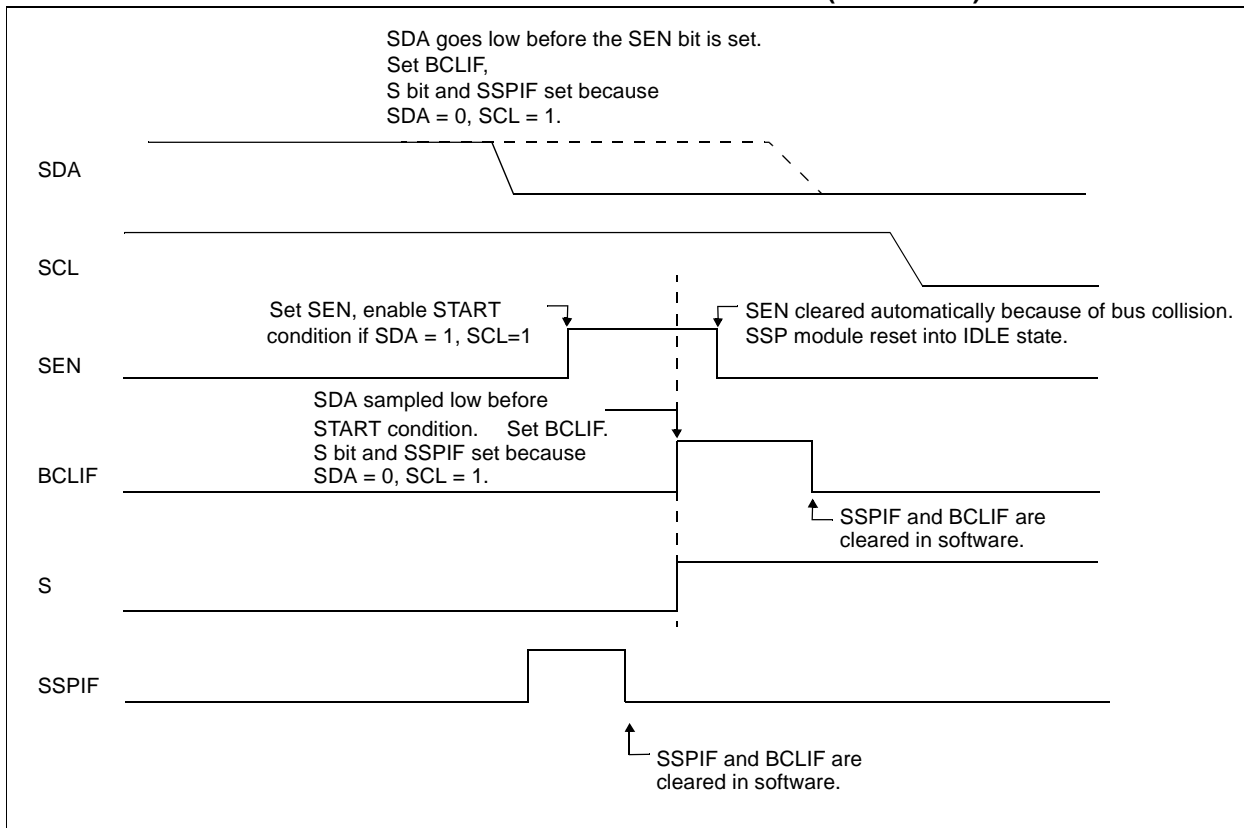 SDA goes low before the SEN bit is set.
Set BCLIF,
S bit and SSPIF set because
SDA = 0, SCL = 1.
SDA
SCL
Set SEN, enable START
condition if SDA = 1, SCL=1
SEN cleared automatically because of bus collision.
SSP module reset into IDLE state.
SEN
SDA sampled low before
START condition. Set BCLIF.
S bit and SSPIF set because
SDA = 0, SCL = 1.
BCLIF
SSPIF and BCLIF are
cleared in software.
S
SSPIF
SSPIF and BCLIF are
cleared in software.